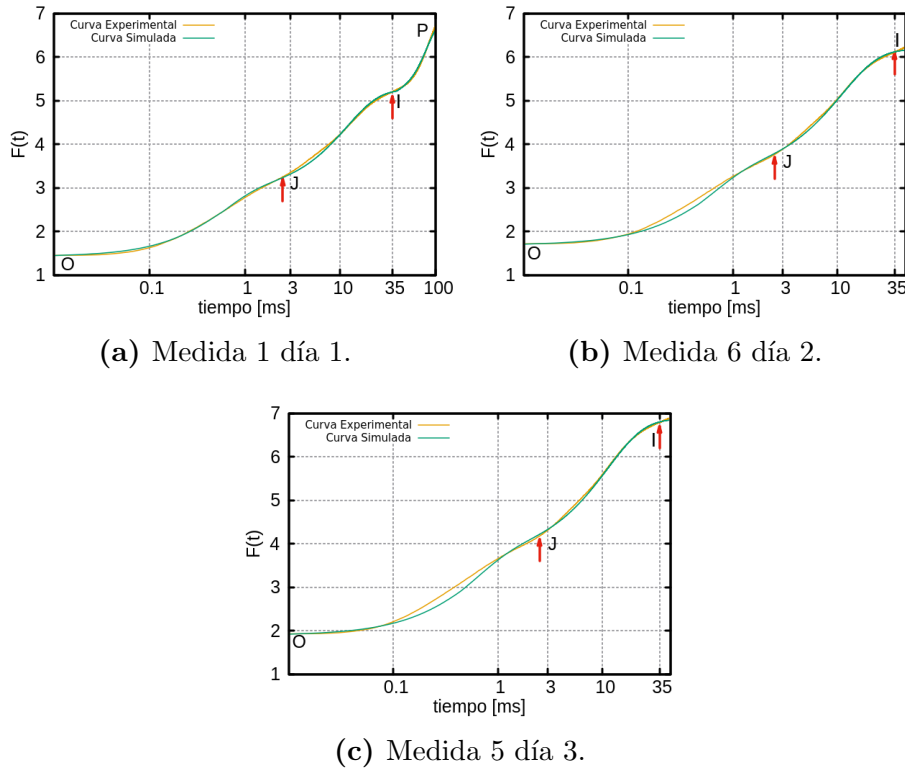 Curva Experimental
Curva Simulada
F(t)
7
6
5
4
3
2
1
O
J
I
P
0.1 1 3 10 35 100
tiempo [ms]
(a) Medida 1 día 1.
Curva Experimental
Curva Simulada
F(t)
7
6
5
4
3
2
1
O
J
I
0.1 1 3 10 35
tiempo [ms]
(b) Medida 6 día 2.
Curva Experimental
Curva Simulada
F(t)
7
6
5
4
3
2
1
O
J
I
0.1 1 3 10 35
tiempo [ms]
(c) Medida 5 día 3.